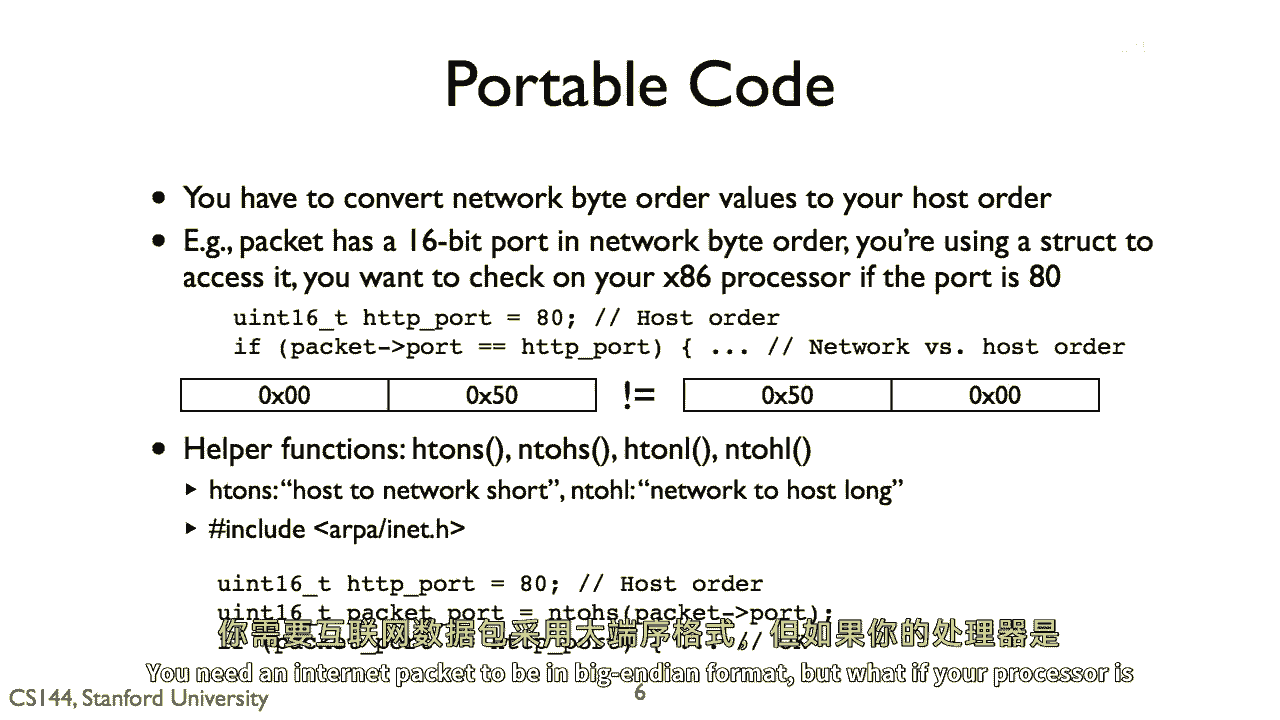 Portable Code
• You have to convert network byte order values to your host order
• E.g., packet has a 16-bit port in network byte order, you're using a struct to
access it, you want to check on your x86 processor if the port is 80
uint16_t http_port = 80; // Host order
if (packet->port == http_port) { ... // Network vs. host order
0x00 0x50 != 0x50 0x00
• Helper functions: htons(), ntohs(), htonl(), ntohl()
‣ htons: “host to network short”, ntohl: “network to host long”
‣ #include <arpa/inet.h>
uint16_t http_port = 80; // Host order
uint16_t packet_port = ntohs(packet->port);
你需要互联网数据包采用大端序格式，但如果你的处理器是
You need an internet packet to be in big-endian format, but what if your processor is
CS144, Stanford University
6